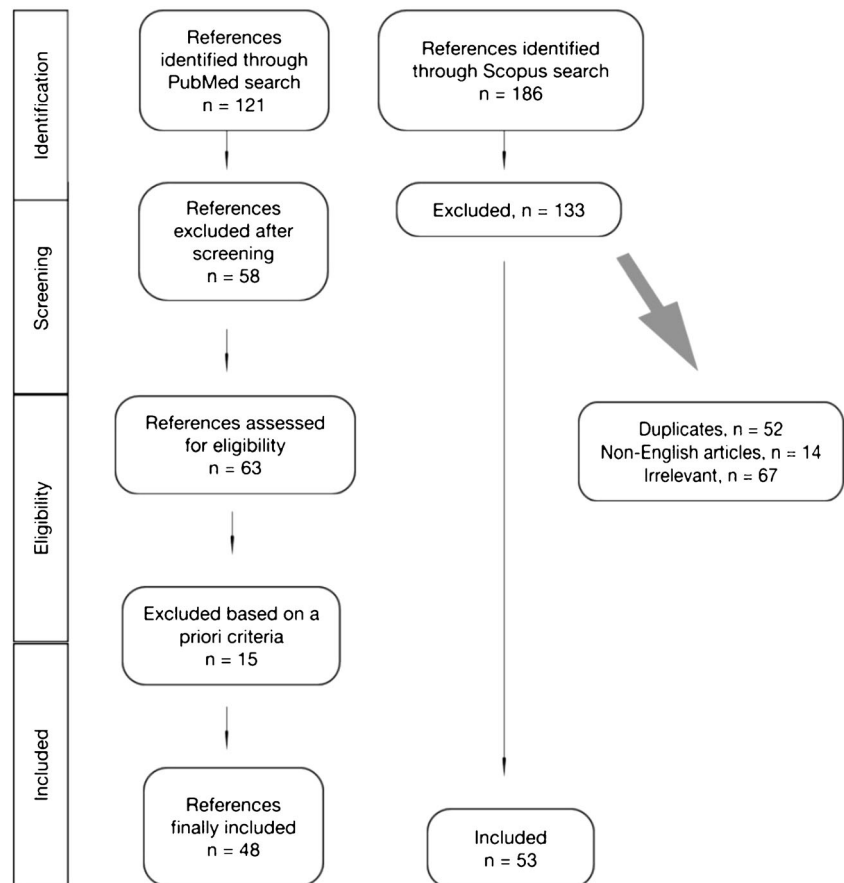 Identification
References
identified through
PubMed search
n = 121
References identified
through Scopus search
n = 186
Screening
References
excluded after
screening
n = 58
Excluded, n = 133
Eligibility
References assessed
for eligibility
n = 63
Duplicates, n = 52
Non-English articles, n = 14
Irrelevant, n = 67
Excluded based on a
priori criteria
n = 15
Included
References
finally included
n = 48
Included
n = 53